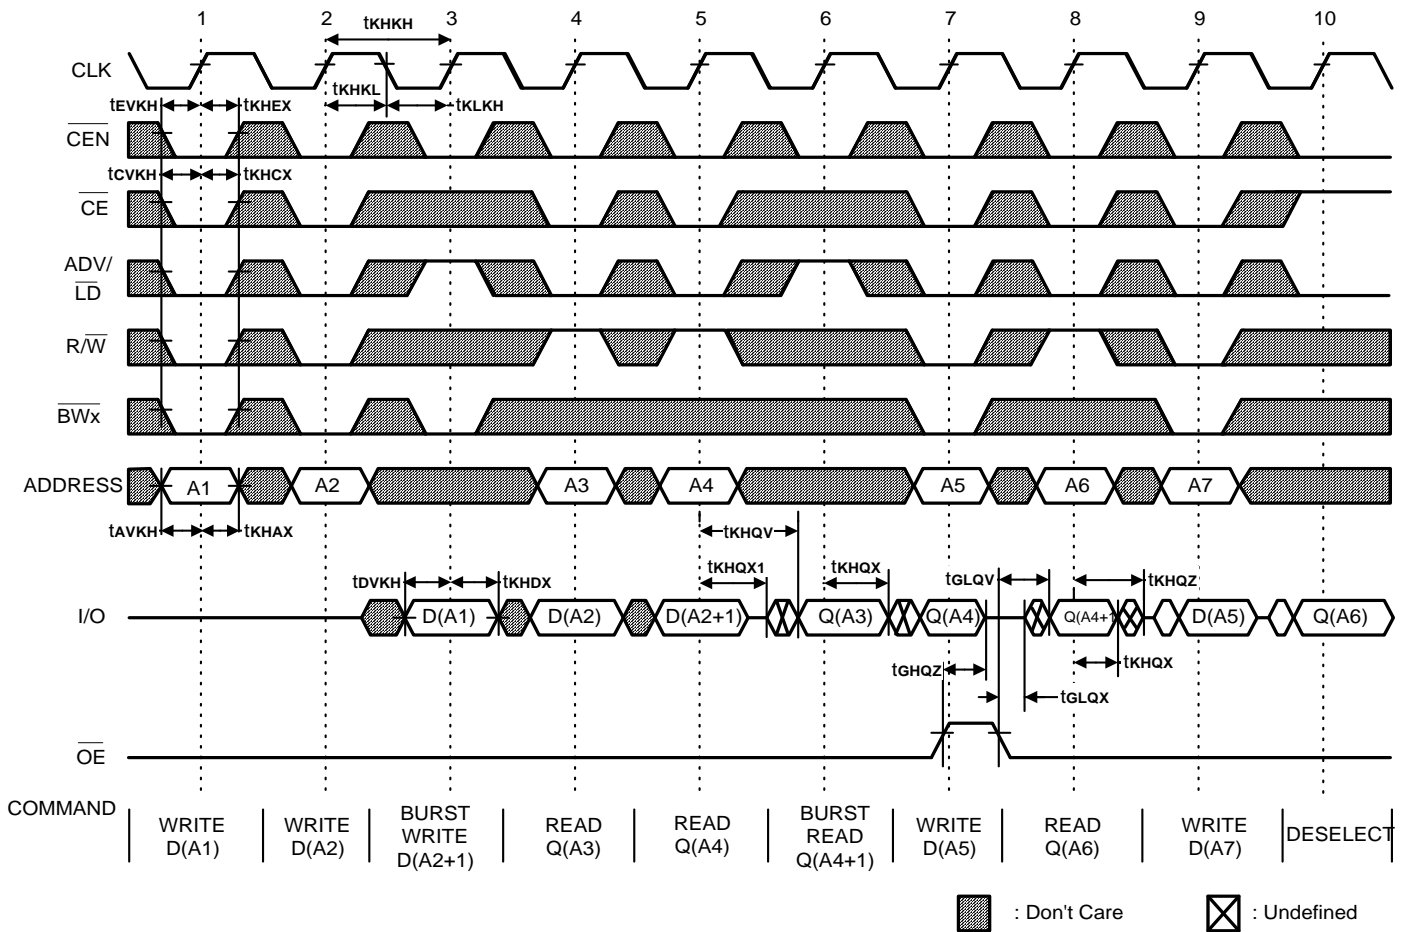 1 2 3 4 5 6 7 8 9 10
tKHKH
CLK
tKHKL tKLKH
tEVKH tKHEX
CEN
tCVKH tKHCX
CE
ADV/
LD
R/W
BWx
ADDRESS A1 A2 A3 A4 A5 A6 A7
tAVKH tKHAX tKHQV
tDVKH tKHDX tKHQX1 tKHQX tGLQV tKHQZ
I/O D(A1) D(A2) D(A2+1) Q(A3) Q(A4) Q(A4+1 D(A5) Q(A6)
tGHQZ tKHQX
tGLQX
OE
COMMAND
WRITE
D(A1)
WRITE
D(A2)
BURST
WRITE
D(A2+1)
READ
Q(A3)
READ
Q(A4)
BURST
READ
Q(A4+1)
WRITE
D(A5)
READ
Q(A6)
WRITE
D(A7)
DESELECT
: Don't Care : Undefined